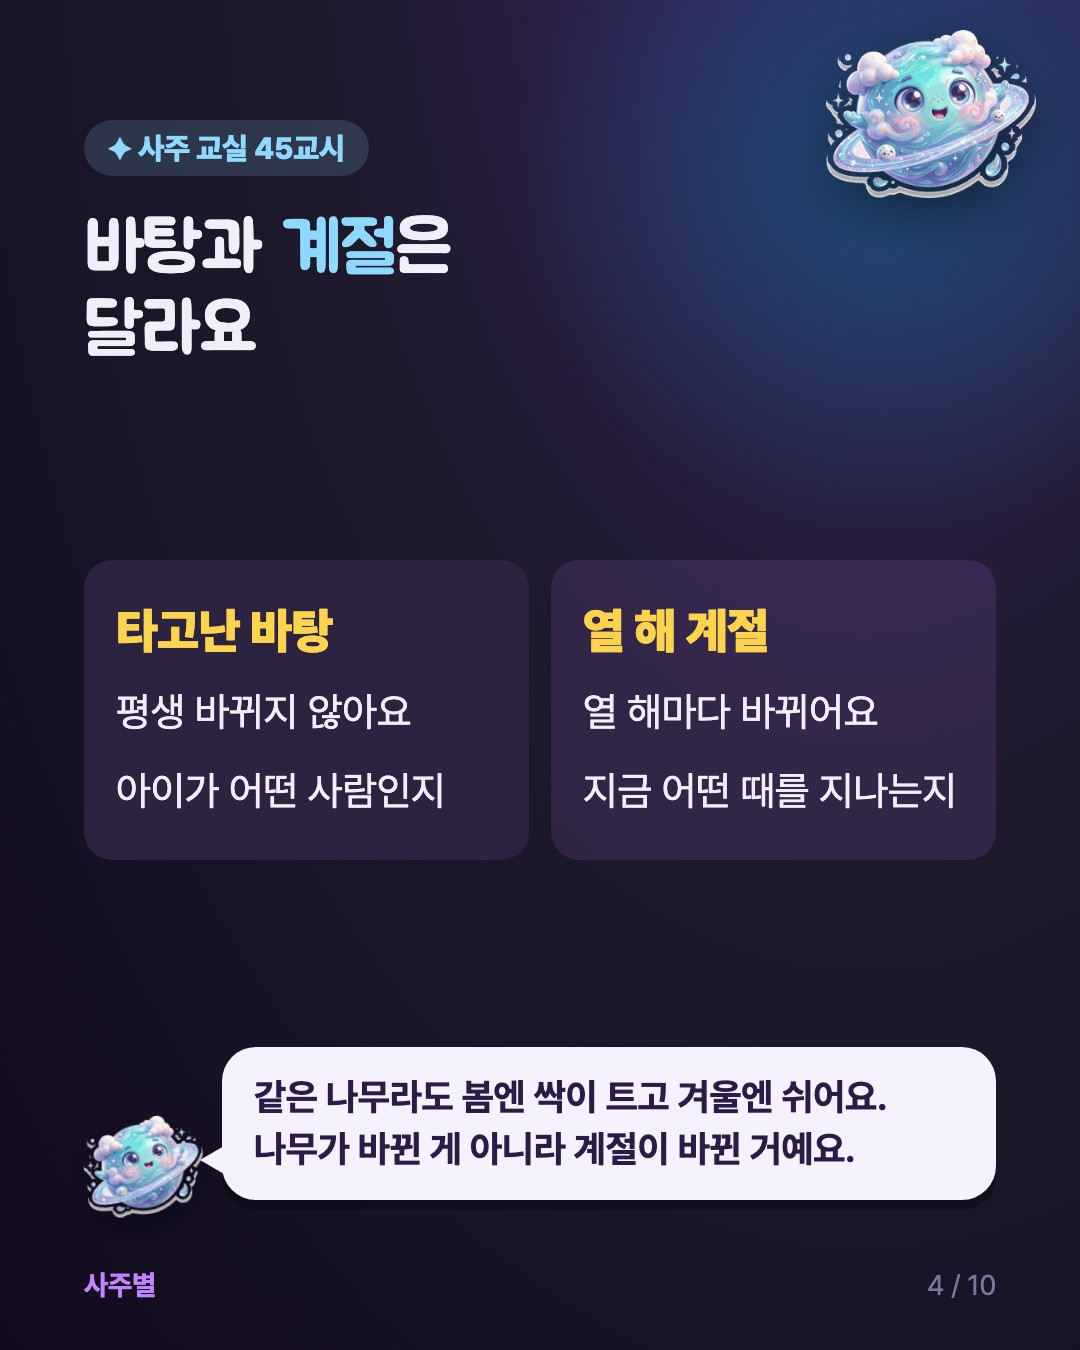 ✦ 사주 교실 45교시
바탕과 계절은
달라요
타고난 바탕
평생 바뀌지 않아요
아이가 어떤 사람인지
열 해 계절
열 해마다 바뀌어요
지금 어떤 때를 지나는지
같은 나무라도 봄엔 싹이 트고 겨울엔 쉬어요.
나무가 바뀐 게 아니라 계절이 바뀐 거예요.
사주별
4 / 10